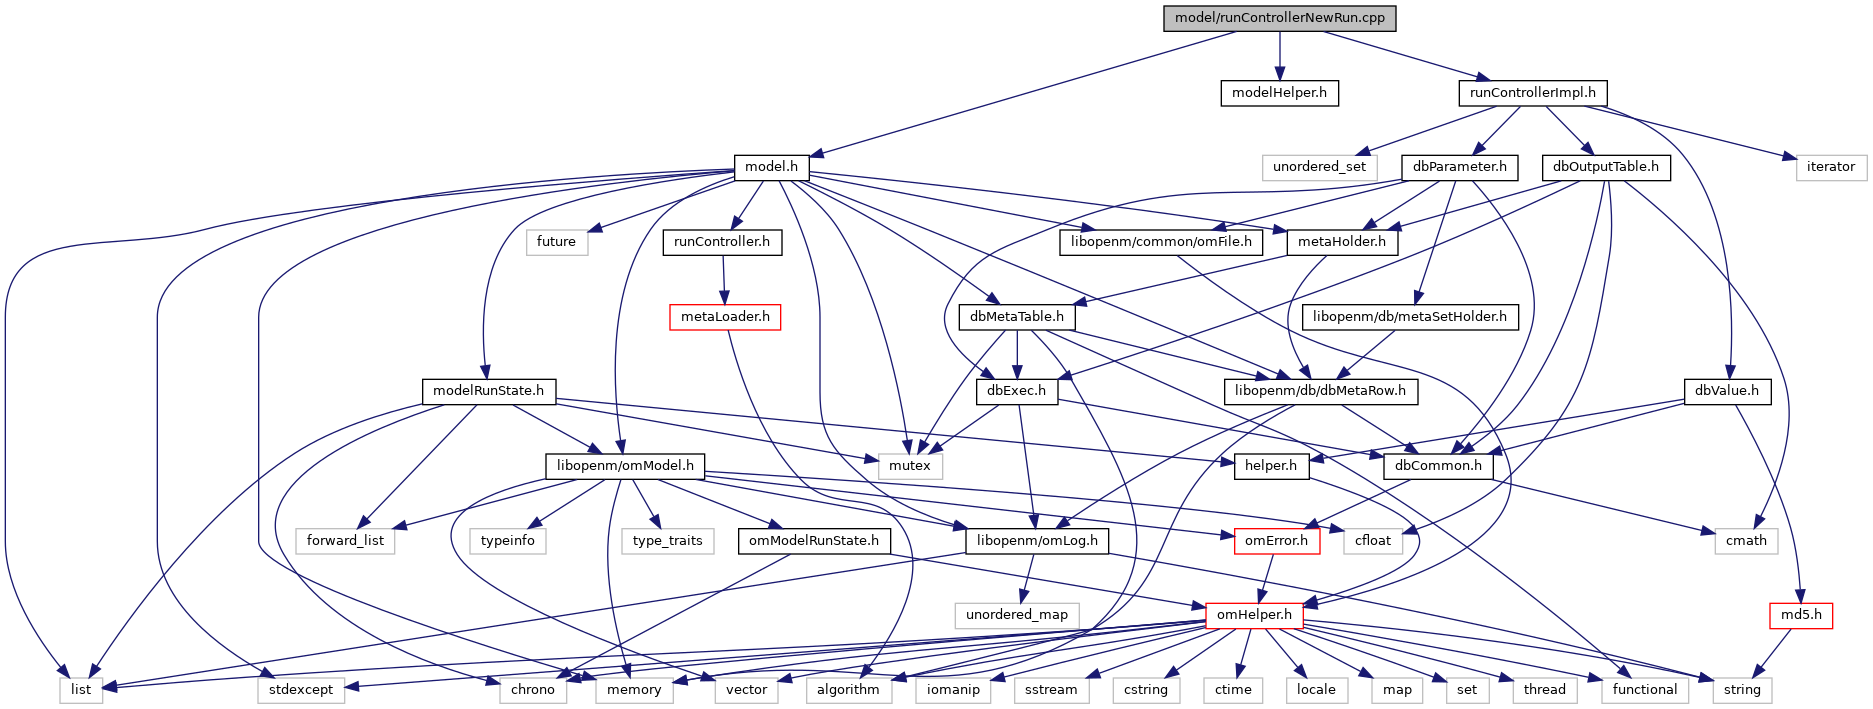 model/runControllerNewRun.cpp
modelHelper.h
runControllerImpl.h
model.h
unordered_set
dbParameter.h
dbOutputTable.h
iterator
future
runController.h
libopenm/common/omFile.h
metaHolder.h
metaLoader.h
dbMetaTable.h
libopenm/db/metaSetHolder.h
modelRunState.h
dbExec.h
libopenm/db/dbMetaRow.h
dbValue.h
libopenm/omModel.h
mutex
helper.h
dbCommon.h
forward_list
typeinfo
type_traits
omModelRunState.h
libopenm/omLog.h
omError.h
cfloat
cmath
unordered_map
omHelper.h
md5.h
list
stdexcept
chrono
memory
vector
algorithm
iomanip
sstream
cstring
ctime
locale
map
set
thread
functional
string